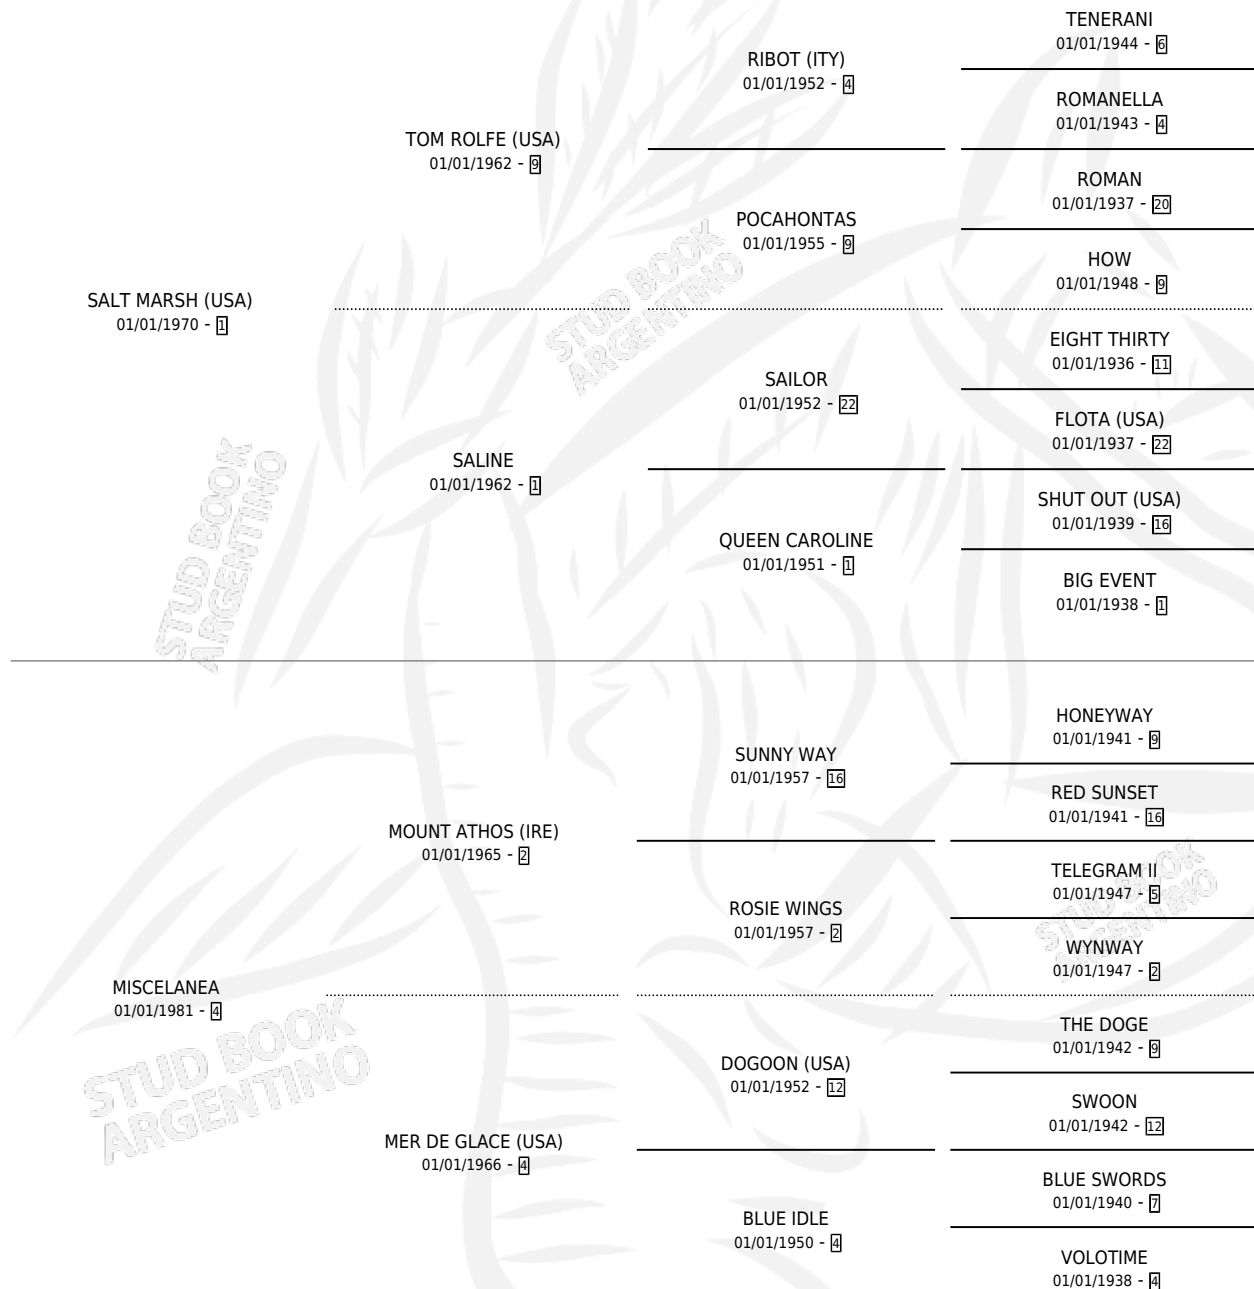 TENERANI
01/01/1944 - 6
RIBOT (ITY)
01/01/1952 - 4
ROMANELLA
01/01/1943 - 4
TOM ROLFE (USA)
01/01/1962 - 9
ROMAN
01/01/1937 - 20
POCAHONTAS
01/01/1955 - 9
HOW
01/01/1948 - 9
SALT MARSH (USA)
01/01/1970 - 1
STUD BOOK
ARGENTINO
EIGHT THIRTY
01/01/1936 - 11
SAILOR
01/01/1952 - 22
FLOTA (USA)
01/01/1937 - 22
SALINE
01/01/1962 - 1
SHUT OUT (USA)
01/01/1939 - 16
QUEEN CAROLINE
01/01/1951 - 1
BIG EVENT
01/01/1938 - 1
STUD BOOK
ARGENTINO
HONEYWAY
01/01/1941 - 9
SUNNY WAY
01/01/1957 - 16
RED SUNSET
01/01/1941 - 16
MOUNT ATHOS (IRE)
01/01/1965 - 2
TELEGRAM II
01/01/1947 - 5
ROSIE WINGS
01/01/1957 - 2
WYNWAY
01/01/1947 - 2
STUD BOOK
ARGENTINO
MISCELANEA
01/01/1981 - 4
THE DOGE
01/01/1942 - 9
DOGOON (USA)
01/01/1952 - 12
SWOON
01/01/1942 - 12
STUD BOOK
ARGENTINO
MER DE GLACE (USA)
01/01/1966 - 4
BLUE SWORDS
01/01/1940 - 7
BLUE IDLE
01/01/1950 - 4
VOLOTIME
01/01/1938 - 4